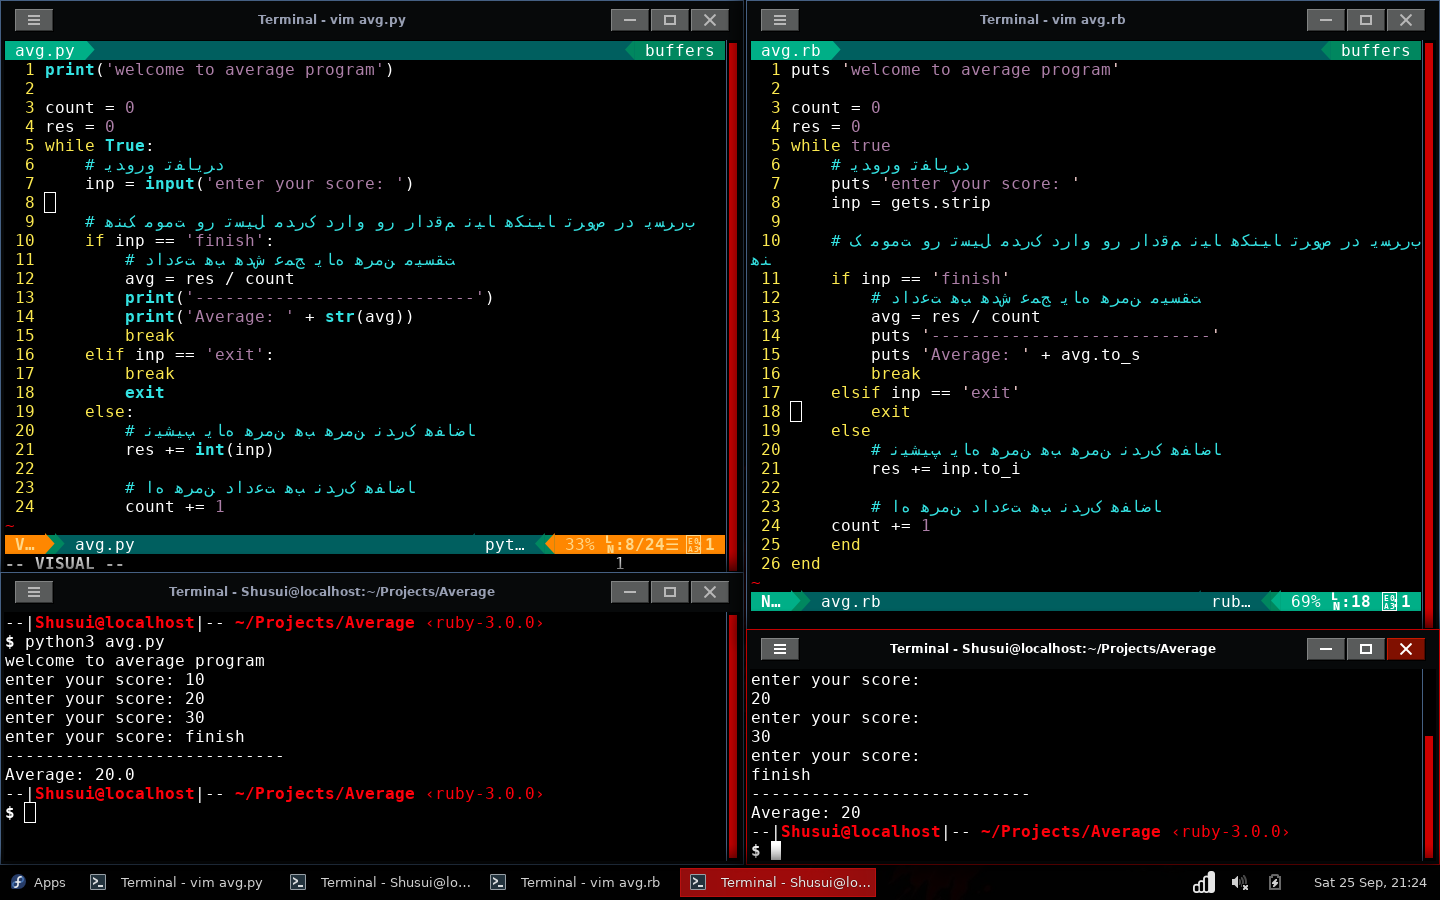 Terminal - vim avg.py
avg.py buffers
1 print('welcome to average program')
2
3 count = 0
4 res = 0
5 while True:
6 # دریافت ورودی
7 inp = input('enter your score: ')
8
9 # بررسی در صورت اینکه این مقدار رو وارد کردم لیست رو تموم کنه
10 if inp == 'finish':
11 # تقسیم نمره های جمع شده به تعداد
12 avg = res / count
13 print('----------------------------')
14 print('Average: ' + str(avg))
15 break
16 elif inp == 'exit':
17 break
18 exit
19 else:
20 # اضافه کردن نمره به نمره های پیشین
21 res += int(inp)
22
23 # اضافه کردن به تعداد نمره ها
24 count += 1
~
V… avg.py pyt… 33% LN:8/24☰ 1
-- VISUAL -- 1
Terminal - Shusui@localhost:~/Projects/Average
--|Shusui@localhost|-- ~/Projects/Average ‹ruby-3.0.0›
$ python3 avg.py
welcome to average program
enter your score: 10
enter your score: 20
enter your score: 30
enter your score: finish
----------------------------
Average: 20.0
--|Shusui@localhost|-- ~/Projects/Average ‹ruby-3.0.0›
$
Terminal - vim avg.rb
avg.rb buffers
1 puts 'welcome to average program'
2
3 count = 0
4 res = 0
5 while true
6 # دریافت ورودی
7 puts 'enter your score: '
8 inp = gets.strip
9
10 # بررسی در صورت اینکه این مقدار رو وارد کردم لیست رو تموم ک
نه
11 if inp == 'finish'
12 # تقسیم نمره های جمع شده به تعداد
13 avg = res / count
14 puts '----------------------------'
15 puts 'Average: ' + avg.to_s
16 break
17 elsif inp == 'exit'
18 exit
19 else
20 # اضافه کردن نمره به نمره های پیشین
21 res += inp.to_i
22
23 # اضافه کردن به تعداد نمره ها
24 count += 1
25 end
26 end
~
N… avg.rb rub… 69% LN:18 1
Terminal - Shusui@localhost:~/Projects/Average
enter your score:
20
enter your score:
30
enter your score:
finish
----------------------------
Average: 20
--|Shusui@localhost|-- ~/Projects/Average ‹ruby-3.0.0›
$
Apps Terminal - vim avg.py Terminal - Shusui@lo... Terminal - vim avg.rb Terminal - Shusui@lo... Sat 25 Sep, 21:24